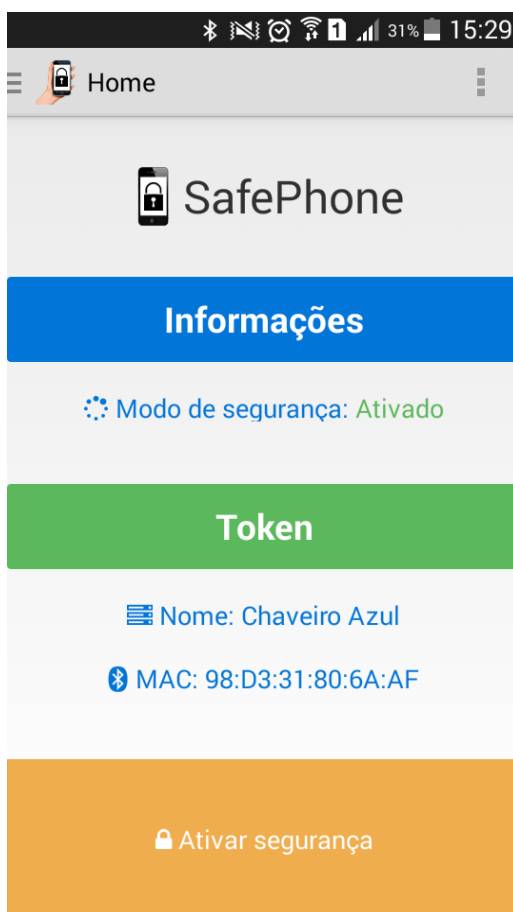 1 31% 15:29
Home
SafePhone
Informações
Modo de segurança: Ativado
Token
Nome: Chaveiro Azul
MAC: 98:D3:31:80:6A:AF
Ativar segurança